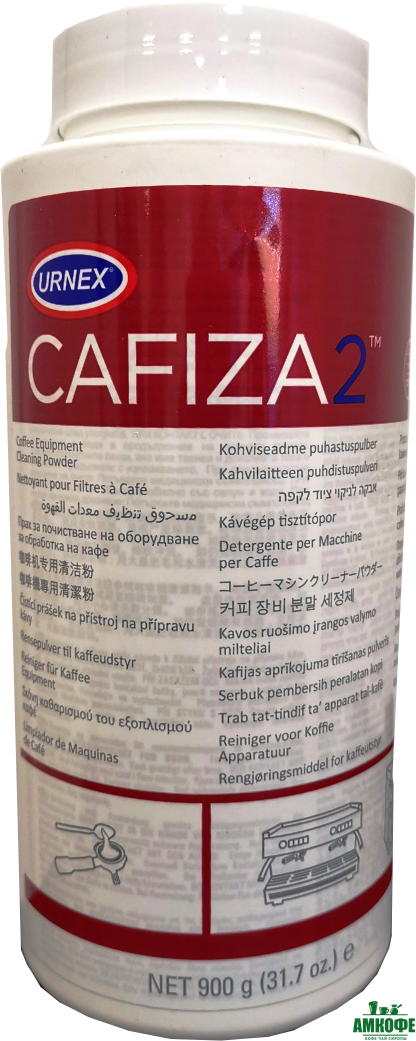 URNEX®
CAFIZA2™
Coffee Equipment
Cleaning Powder
Nettoyant pour Filtres à Café
مسحوق تنظيف معدات القهوة
Прах за почистване на оборудване
за обработка на кафе
咖啡机专用清洁粉
咖啡機專用清潔粉
Čisticí prášek na přístroj na přípravu
kávy
Rensepulver til kaffeudstyr
Reiniger für Kaffee
Equipment
Σκόνη καθαρισμού του εξοπλισμού
καφέ
Limpiador de Maquinas
de Café
Kohviseadme puhastuspulber
Kahvilaitteen puhdistuspulveri
אבקה לניקוי ציוד לקפה
Kávégép tisztítópor
Detergente per Macchine
per Caffe
コーヒーマシンクリーナーパウダー
커피 장비 분말 세정제
Kavos ruošimo įrangos valymo
milteliai
Kafijas aprīkojuma tīrīšanas pulveris
Serbuk pembersih peralatan kopi
Trab tat-tindif ta' apparat tal-kafè
Reiniger voor Koffie
Apparatuur
Rengjøringsmiddel for kaffeutstyr
NET 900 g (31.7 oz.) ℮
АМКОФЕ
КОФЕ ЧАЙ СИРОПЫ